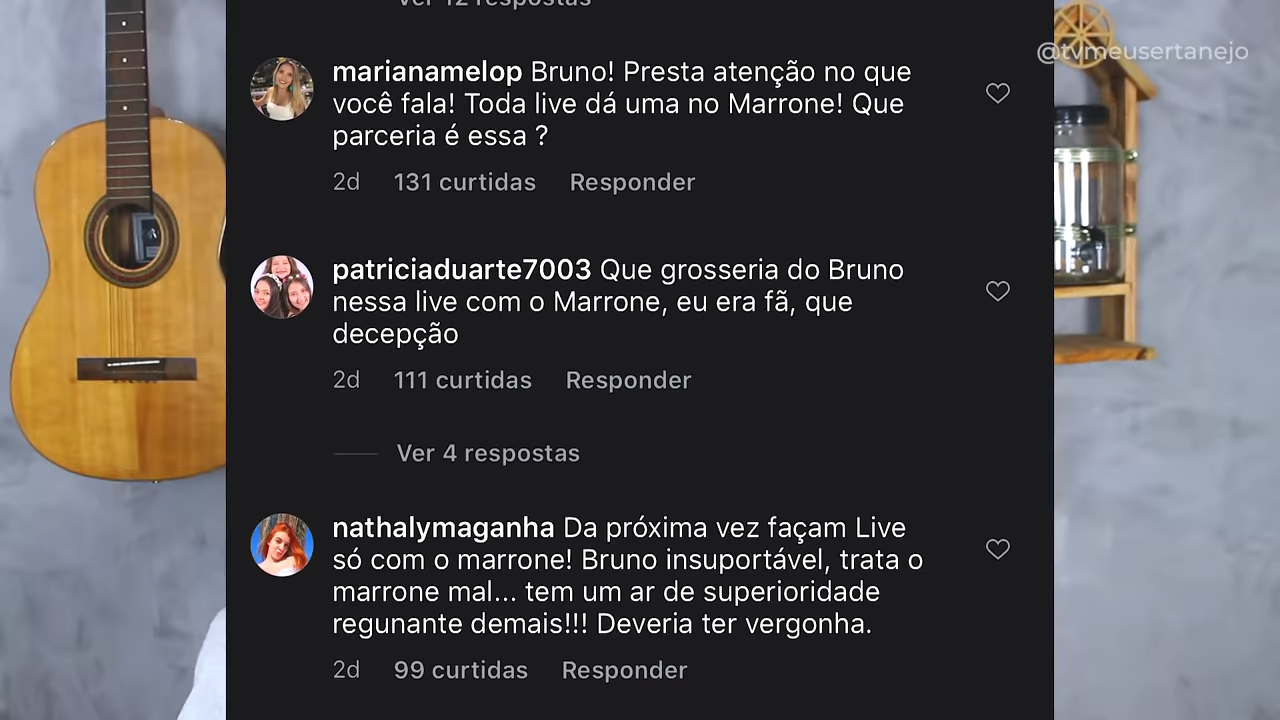 Ver 12 respostas
@tvmeusertanejo
marianamelop Bruno! Presta atenção no que
você fala! Toda live dá uma no Marrone! Que
parceria é essa ?
2d 131 curtidas Responder
patriciaduarte7003 Que grosseria do Bruno
nessa live com o Marrone, eu era fã, que
decepção
2d 111 curtidas Responder
Ver 4 respostas
nathalymaganha Da próxima vez façam Live
só com o marrone! Bruno insuportável, trata o
marrone mal... tem um ar de superioridade
regunante demais!!! Deveria ter vergonha.
2d 99 curtidas Responder